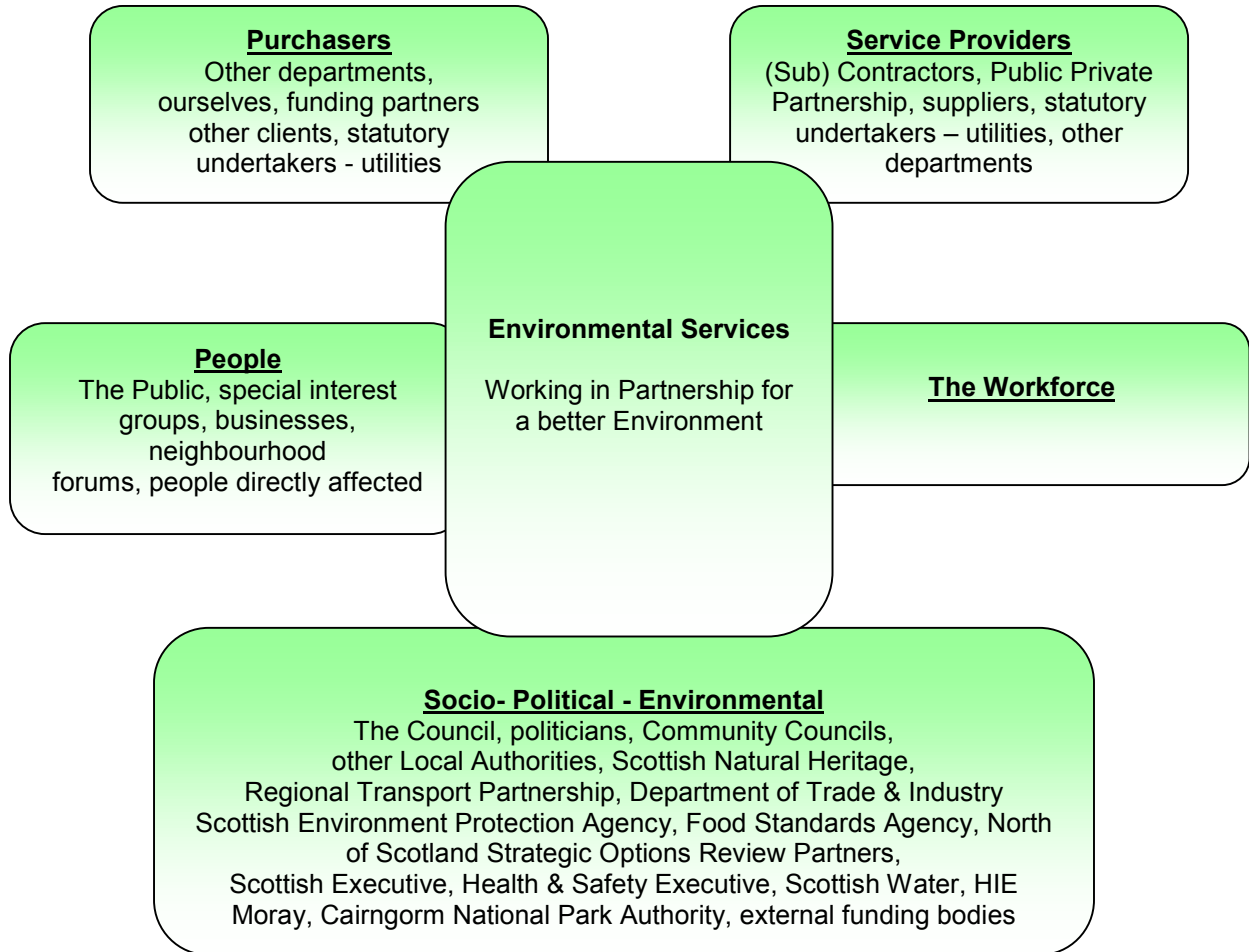 Purchasers
Other departments,
ourselves, funding partners
other clients, statutory
undertakers - utilities
Service Providers
(Sub) Contractors, Public Private
Partnership, suppliers, statutory
undertakers – utilities, other
departments
Environmental Services
Working in Partnership for
a better Environment
People
The Public, special interest
groups, businesses,
neighbourhood
forums, people directly affected
The Workforce
Socio- Political - Environmental
The Council, politicians, Community Councils,
other Local Authorities, Scottish Natural Heritage,
Regional Transport Partnership, Department of Trade & Industry
Scottish Environment Protection Agency, Food Standards Agency, North
of Scotland Strategic Options Review Partners,
Scottish Executive, Health & Safety Executive, Scottish Water, HIE
Moray, Cairngorm National Park Authority, external funding bodies